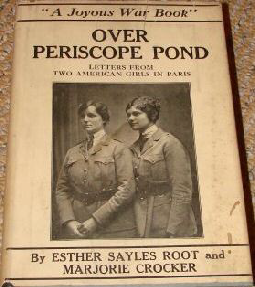 "A Joyous War Book"
OVER
PERISCOPE POND
LETTERS FROM
TWO AMERICAN GIRLS IN PARIS
By ESTHER SAYLES ROOT and
MARJORIE CROCKER